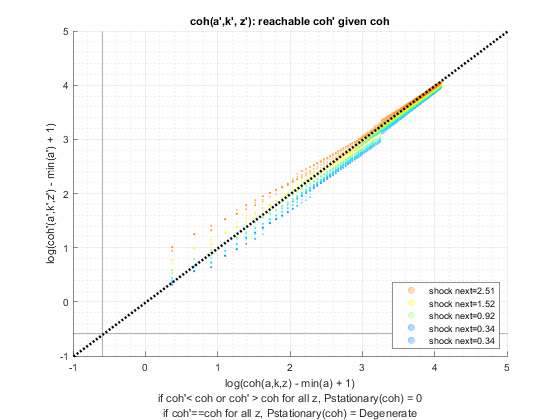 coh(a',k', z'): reachable coh' given coh
log(coh'(a',k',z') - min(a') + 1)
5
4
3
2
1
0
-1
-1
0
1
2
3
4
5
shock next=2.51
shock next=1.52
shock next=0.92
shock next=0.34
shock next=0.34
log(coh(a,k,z) - min(a) + 1)
if coh'< coh or coh' > coh for all z, Pstationary(coh) = 0
if coh'==coh for all z, Pstationary(coh) = Degenerate